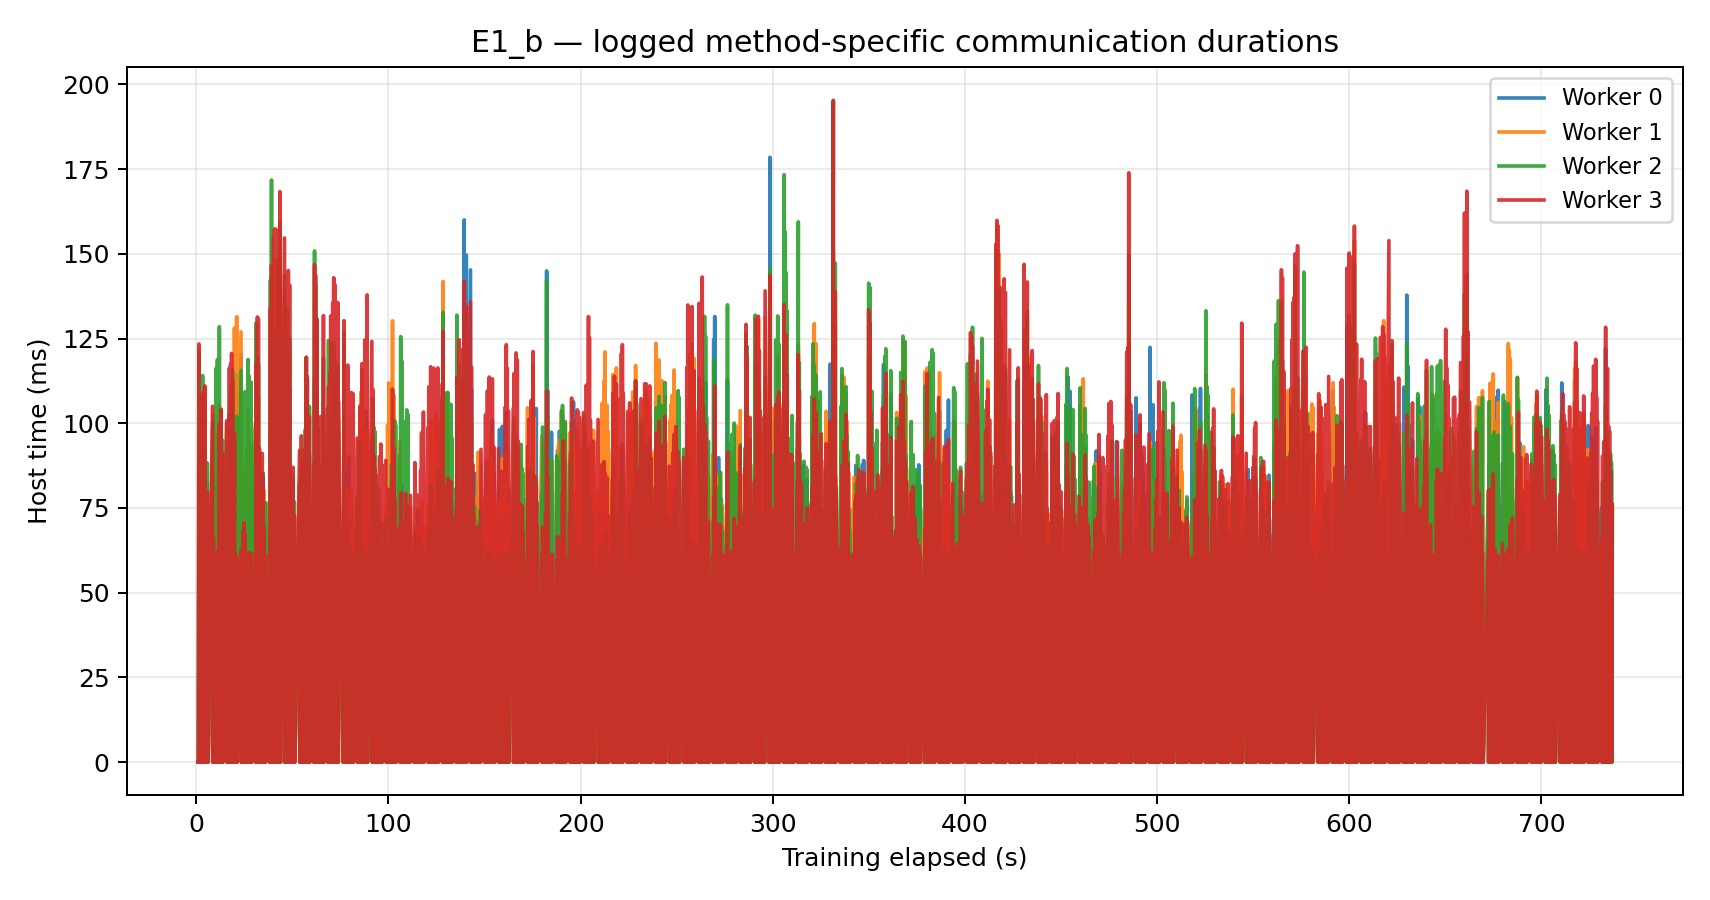 E1_b — logged method-specific communication durations
Host time (ms)
200
175
150
125
100
75
50
25
0
Worker 0
Worker 1
Worker 2
Worker 3
0 100 200 300 400 500 600 700
Training elapsed (s)